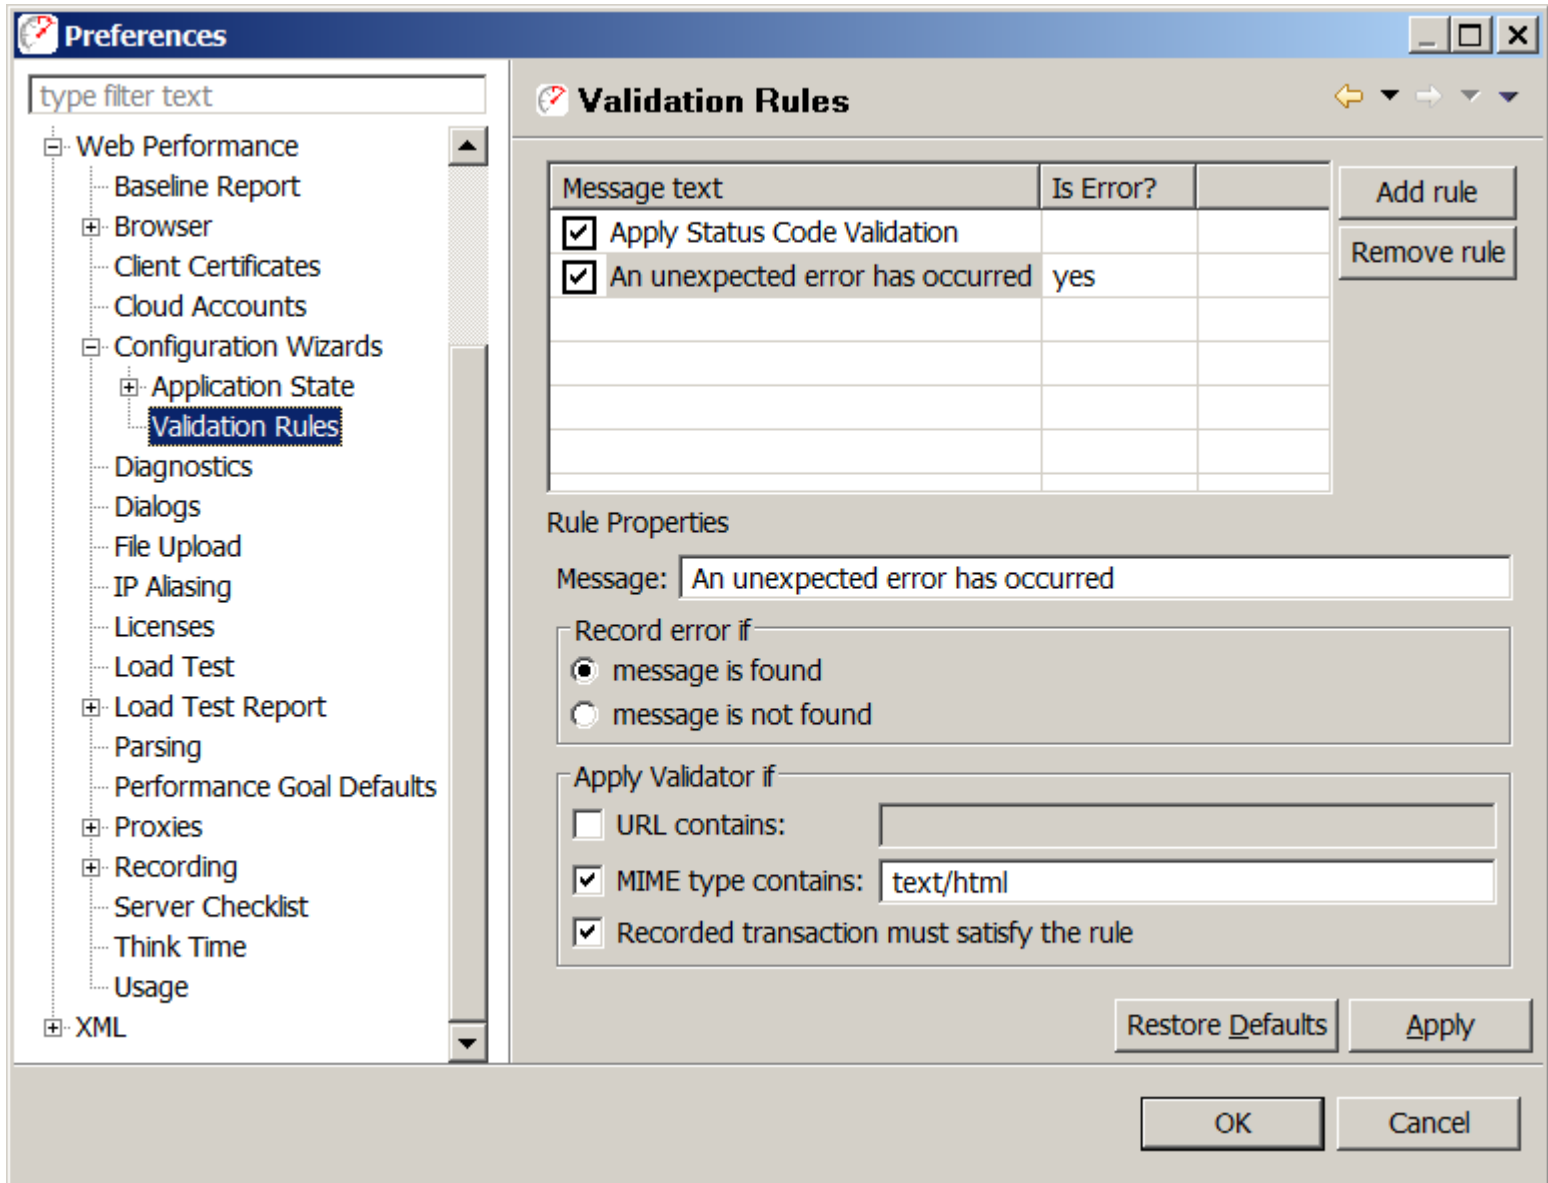 Preferences
type filter text
Web Performance
Baseline Report
Browser
Client Certificates
Cloud Accounts
Configuration Wizards
Application State
Validation Rules
Diagnostics
Dialogs
File Upload
IP Aliasing
Licenses
Load Test
Load Test Report
Parsing
Performance Goal Defaults
Proxies
Recording
Server Checklist
Think Time
Usage
XML
Validation Rules
Message text Is Error?
Apply Status Code Validation
An unexpected error has occurred yes
Add rule
Remove rule
Rule Properties
Message: An unexpected error has occurred
Record error if
message is found
message is not found
Apply Validator if
URL contains:
MIME type contains: text/html
Recorded transaction must satisfy the rule
Restore Defaults Apply
OK Cancel